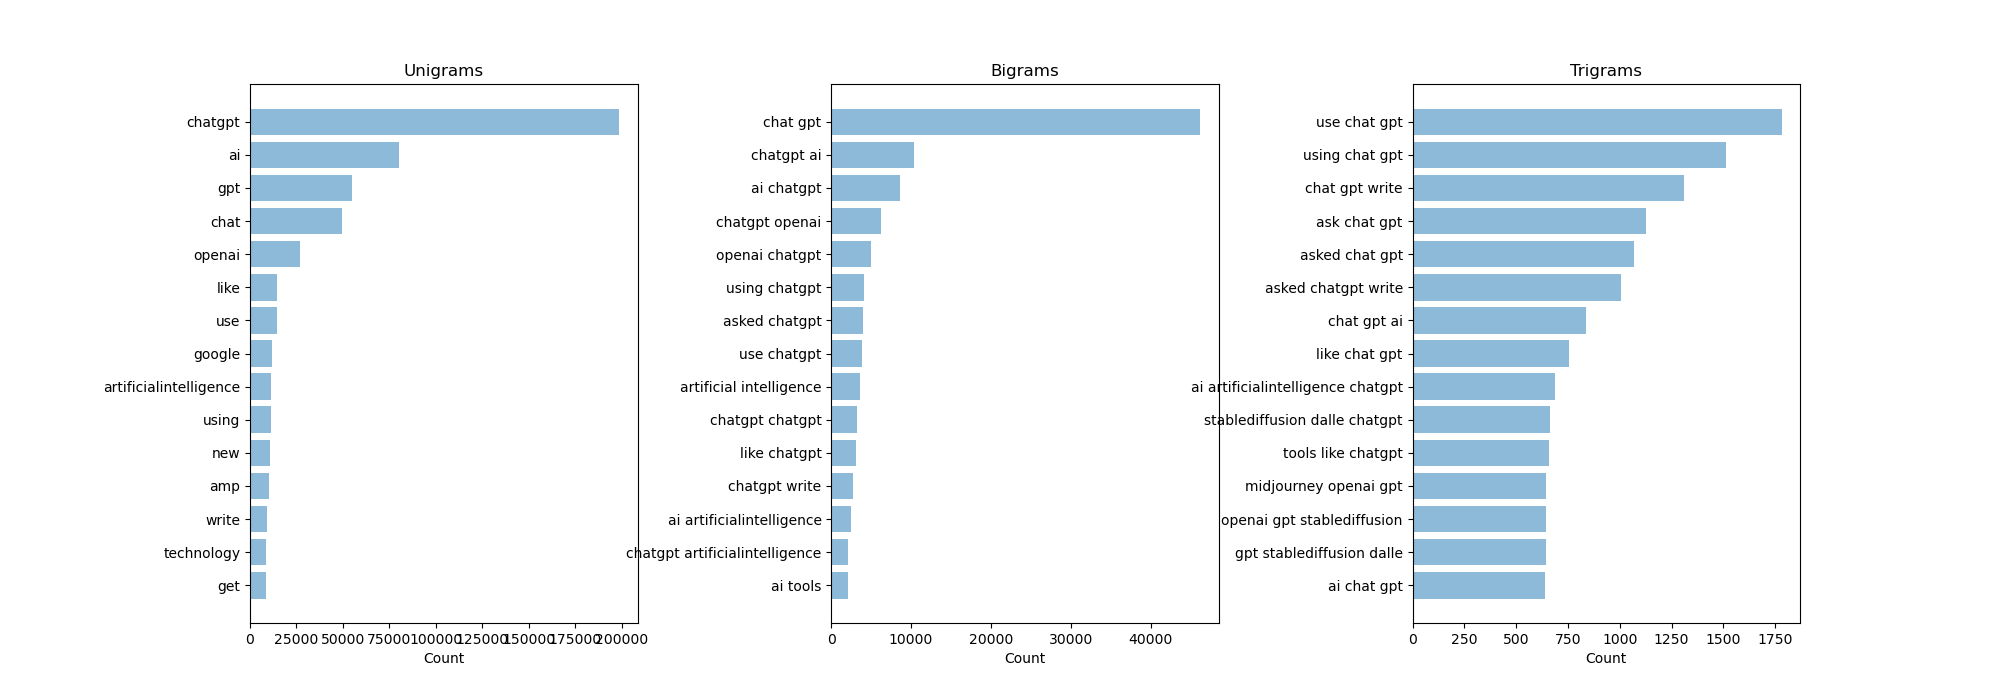 Unigrams
chatgpt
ai
gpt
chat
openai
like
use
google
artificialintelligence
using
new
amp
write
technology
get
0 25000 50000 75000 100000 125000 150000 175000 200000
Count
Bigrams
chat gpt
chatgpt ai
ai chatgpt
chatgpt openai
openai chatgpt
using chatgpt
asked chatgpt
use chatgpt
artificial intelligence
chatgpt chatgpt
like chatgpt
chatgpt write
ai artificialintelligence
chatgpt artificialintelligence
ai tools
0 10000 20000 30000 40000
Count
Trigrams
use chat gpt
using chat gpt
chat gpt write
ask chat gpt
asked chat gpt
asked chatgpt write
chat gpt ai
like chat gpt
ai artificialintelligence chatgpt
stablediffusion dalle chatgpt
tools like chatgpt
midjourney openai gpt
openai gpt stablediffusion
gpt stablediffusion dalle
ai chat gpt
0 250 500 750 1000 1250 1500 1750
Count